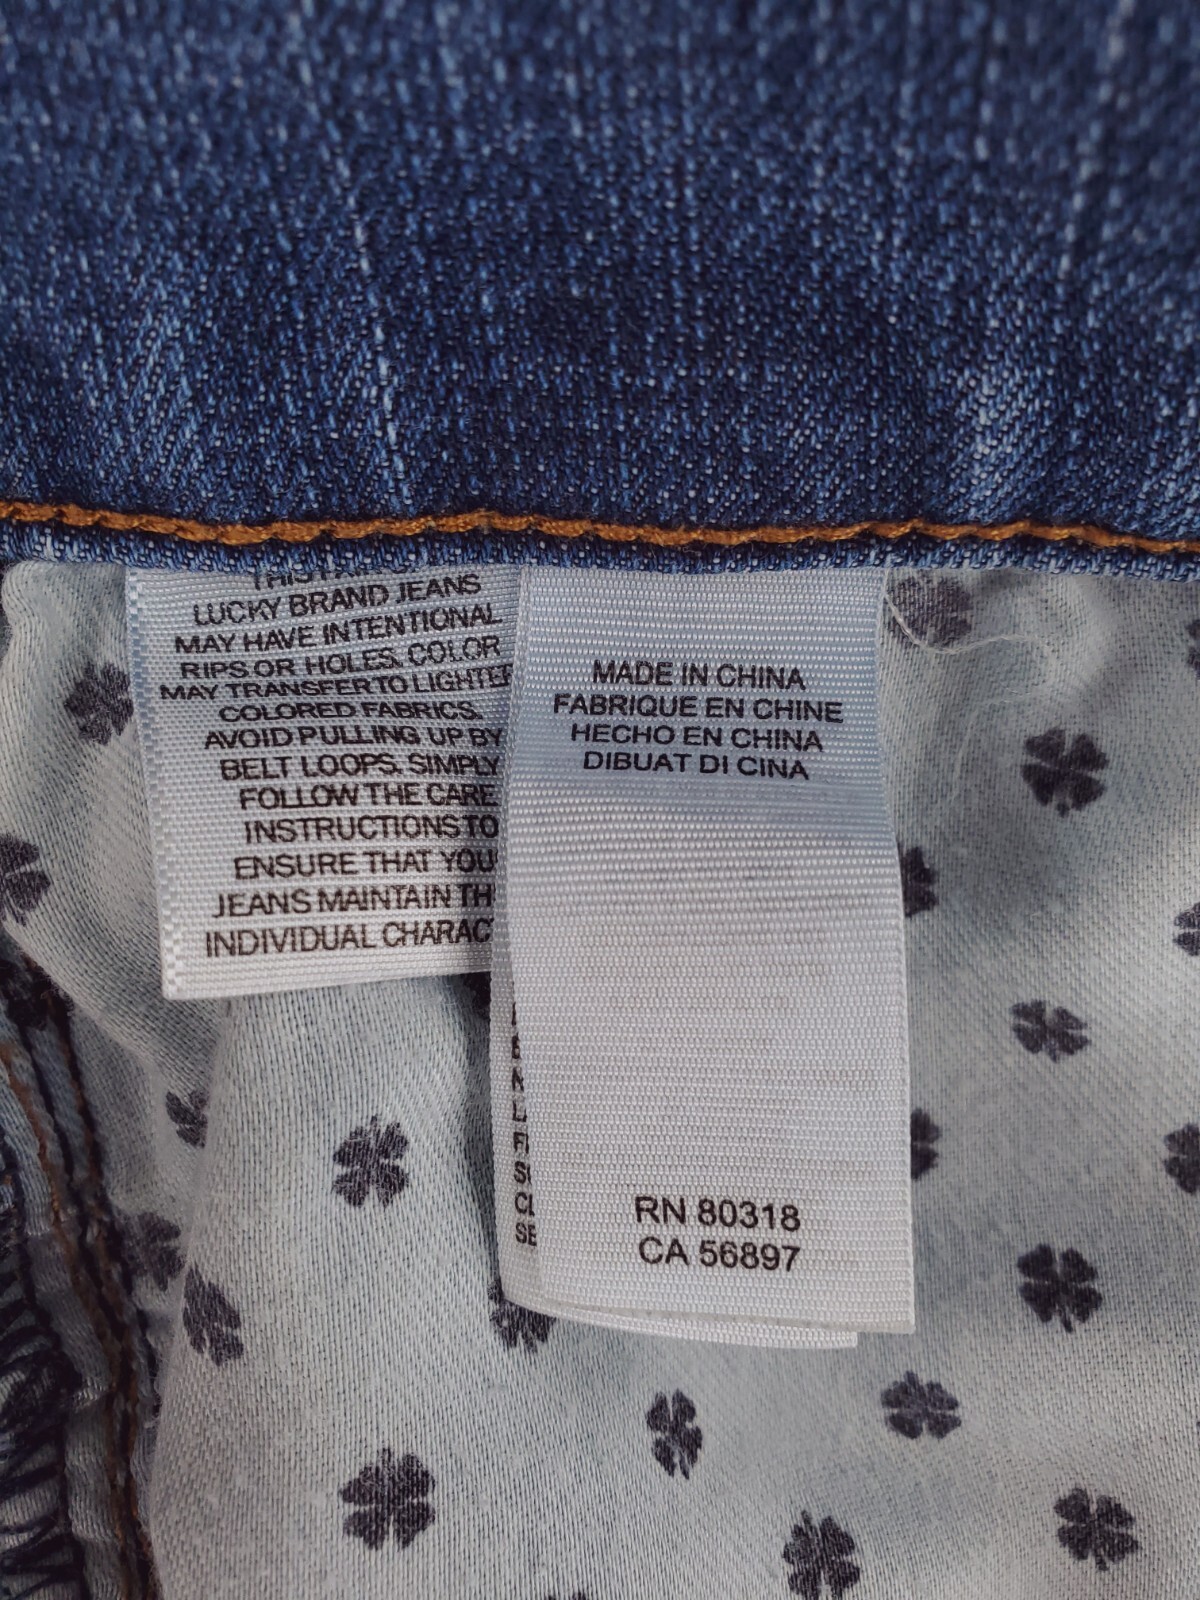 LUCKY BRAND JEANS
MAY HAVE INTENTIONAL
RIPS OR HOLES. COLOR
MAY TRANSFER TO LIGHTER
COLORED FABRICS.
AVOID PULLING UP BY
BELT LOOPS. SIMPLY
FOLLOW THE CARE
INSTRUCTIONS TO
ENSURE THAT YOU
JEANS MAINTAIN TH
INDIVIDUAL CHARAC
MADE IN CHINA
FABRIQUE EN CHINE
HECHO EN CHINA
DIBUAT DI CINA
RN 80318
CA 56897